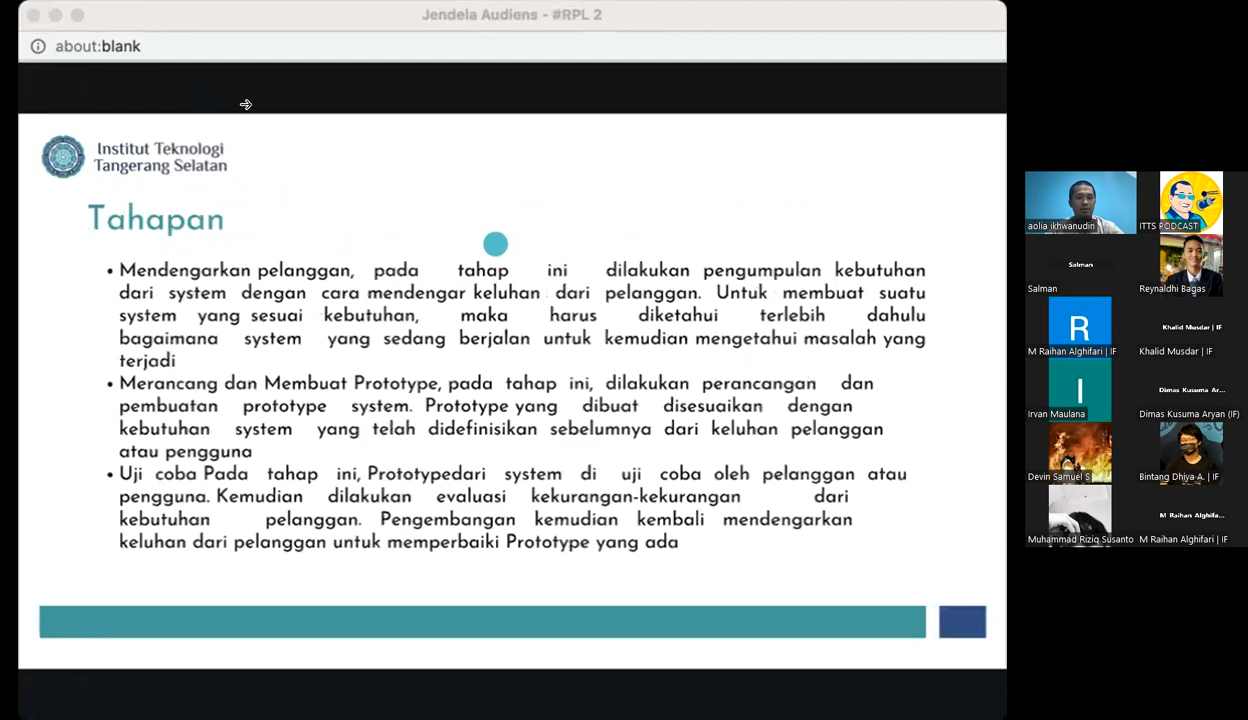 Jendela Audiens - #RPL 2
about:blank
Institut Teknologi
Tangerang Selatan
Tahapan
• Mendengarkan pelanggan, pada tahap ini dilakukan pengumpulan kebutuhan
dari system dengan cara mendengar keluhan dari pelanggan. Untuk membuat suatu
system yang sesuai kebutuhan, maka harus diketahui terlebih dahulu
bagaimana system yang sedang berjalan untuk kemudian mengetahui masalah yang
terjadi
• Merancang dan Membuat Prototype, pada tahap ini, dilakukan perancangan dan
pembuatan prototype system. Prototype yang dibuat disesuaikan dengan
kebutuhan system yang telah didefinisikan sebelumnya dari keluhan pelanggan
atau pengguna
• Uji coba Pada tahap ini, Prototypedari system di uji coba oleh pelanggan atau
pengguna. Kemudian dilakukan evaluasi kekurangan-kekurangan dari
kebutuhan pelanggan. Pengembangan kemudian kembali mendengarkan
keluhan dari pelanggan untuk memperbaiki Prototype yang ada
aolia ikhwanudin
ITTS PODCAST
Salman
Salman
Reynaldhi Bagas
R
M Raihan Alghifari | IF
Khalid Musdar | IF
Khalid Musdar | IF
I
Irvan Maulana
Dimas Kusuma Ar...
Dimas Kusuma Aryan (IF)
Devin Samuel S
Bintang Dhiya A. | IF
Muhammad Riziq Susanto
M Raihan Alghifa...
M Raihan Alghifari | IF